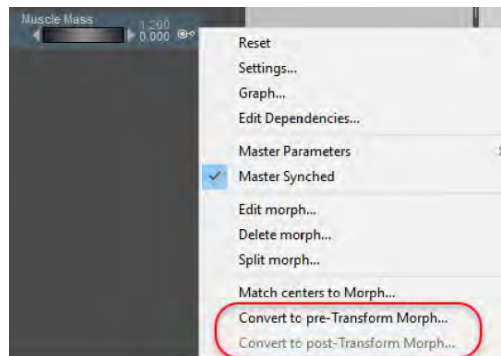 Muscle Mass
1.200
0.000
Reset
Settings...
Graph...
Edit Dependencies...
Master Parameters
Master Synched
Edit morph...
Delete morph...
Split morph...
Match centers to Morph...
Convert to pre-Transform Morph...
Convert to post-Transform Morph...